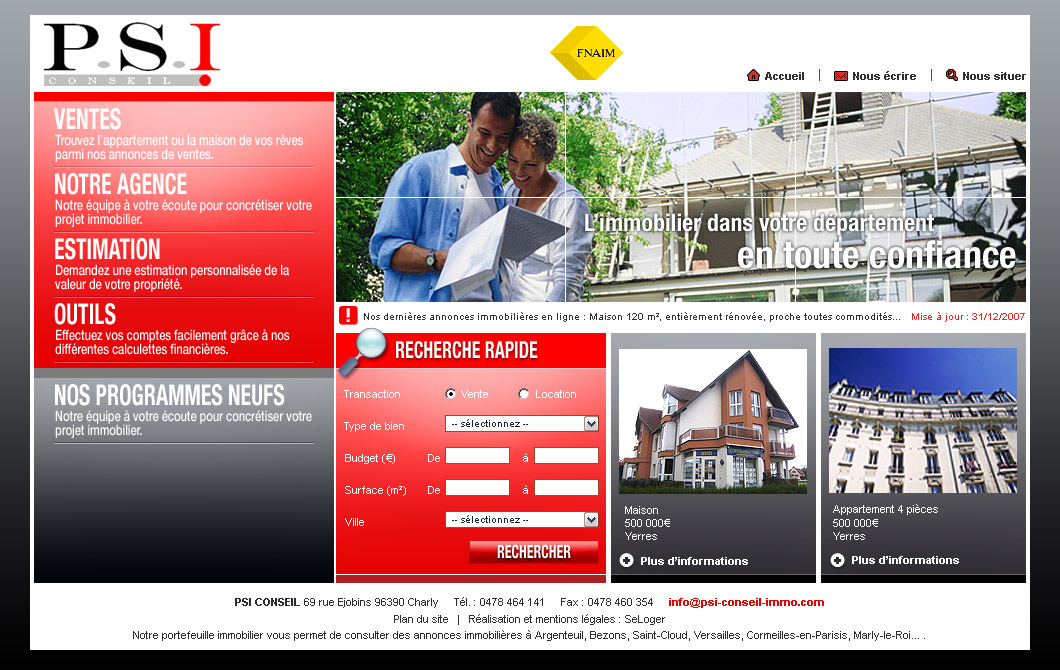 P.S.I
CONSEIL
FNAIM
Accueil | Nous écrire | Nous situer
VENTES
Trouvez l'appartement ou la maison de vos rêves
parmi nos annonces de ventes.
NOTRE AGENCE
Notre équipe à votre écoute pour concrétiser votre
projet immobilier.
ESTIMATION
Demandez une estimation personnalisée de la
valeur de votre propriété.
OUTILS
Effectuez vos comptes facilement grâce à nos
différentes calculettes financières.
NOS PROGRAMMES NEUFS
Notre équipe à votre écoute pour concrétiser votre
projet immobilier.
L'immobilier dans votre département
en toute confiance
Nos dernières annonces immobilières en ligne : Maison 120 m², entièrement rénovée, proche toutes commodités... Mise à jour : 31/12/2007
RECHERCHE RAPIDE
Transaction Vente Location
Type de bien -- sélectionnez --
Budget (€) De à
Surface (m²) De à
Ville -- sélectionnez --
RECHERCHER
Maison
500 000€
Yerres
Plus d'informations
Appartement 4 pièces
500 000€
Yerres
Plus d'informations
PSI CONSEIL 69 rue Ejobins 96390 Charly Tél. : 0478 464 141 Fax : 0478 460 354 info@psi-conseil-immo.com
Plan du site | Réalisation et mentions légales : SeLoger
Notre portefeuille immobilier vous permet de consulter des annonces immobilières à Argenteuil, Bezons, Saint-Cloud, Versailles, Cormeilles-en-Parisis, Marly-le-Roi... .